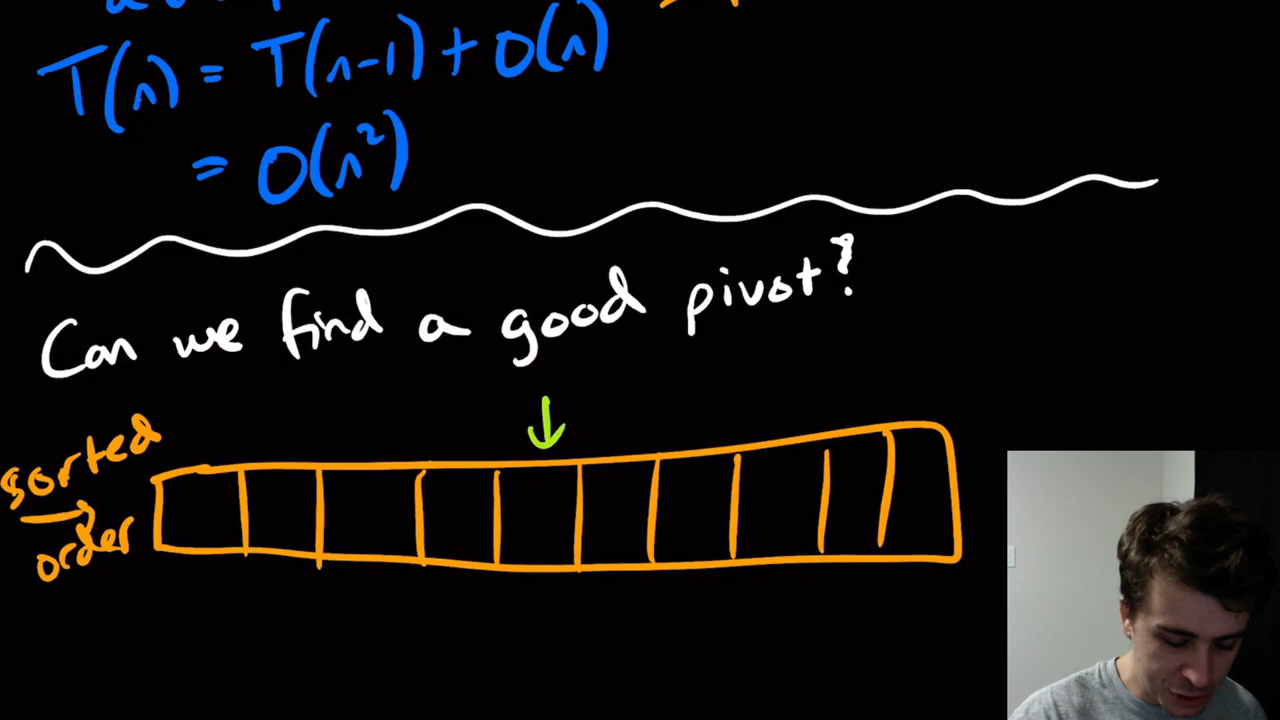 T(n) = T(n-1) + O(n)
= O(n²)
Can we find a good pivot?
sorted
order